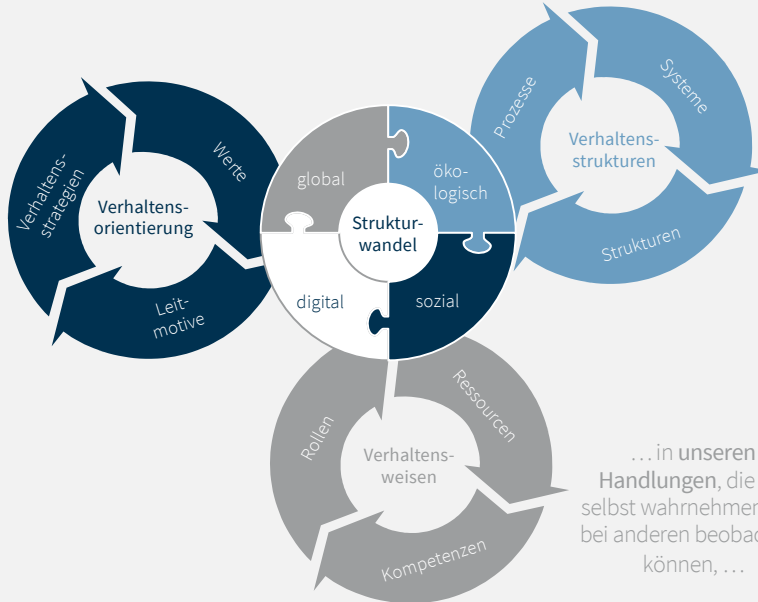 Verhaltens-
strategien
Werte
Leit-
motive
Verhaltens-
orientierung
global
öko-
logisch
digital
sozial
Struktur-
wandel
Prozesse
Systeme
Strukturen
Verhaltens-
strukturen
Rollen
Ressourcen
Kompetenzen
Verhaltens-
weisen
… in unseren
Handlungen, die
selbst wahrnehmen
bei anderen
können, …